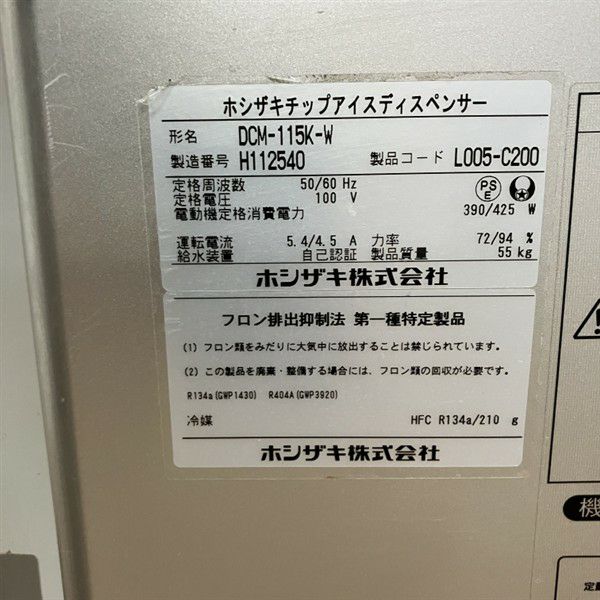 ホシザキチップアイスディスペンサー
形名 DCM-115K-W
製造番号 H112540 製品コード L005-C200
定格周波数 50/60 Hz
定格電圧 100 V
PS E
電動機定格消費電力 390/425 W
運転電流 5.4/4.5 A 力率 72/94 %
給水装置 自己認証 製品質量 55 kg
ホシザキ株式会社
フロン排出抑制法 第一種特定製品
(1) フロン類をみだりに大気中に放出することは禁じられています。
(2) この製品を廃棄・整備する場合には、フロン類の回収が必要です。
R134a(GWP1430) R404A(GWP3920)
冷媒 HFC R134a/210 g
ホシザキ株式会社
機
定